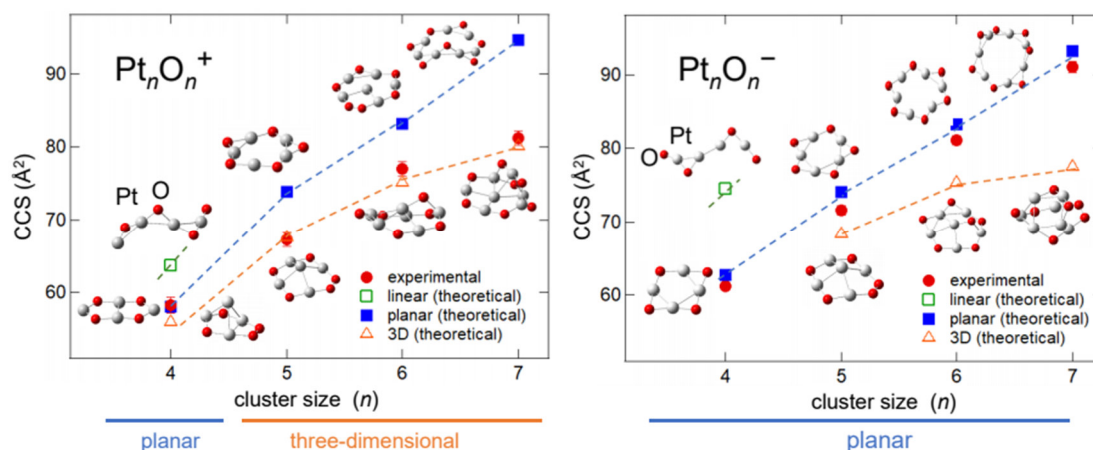 PtₙOₙ⁺
CCS (Å²)
90
80
70
60
Pt
O
experimental
linear (theoretical)
planar (theoretical)
3D (theoretical)
4
5
6
7
cluster size (n)
planar
three-dimensional
PtₙOₙ⁻
CCS (Å²)
90
80
70
60
Pt
O
experimental
linear (theoretical)
planar (theoretical)
3D (theoretical)
4
5
6
7
cluster size (n)
planar